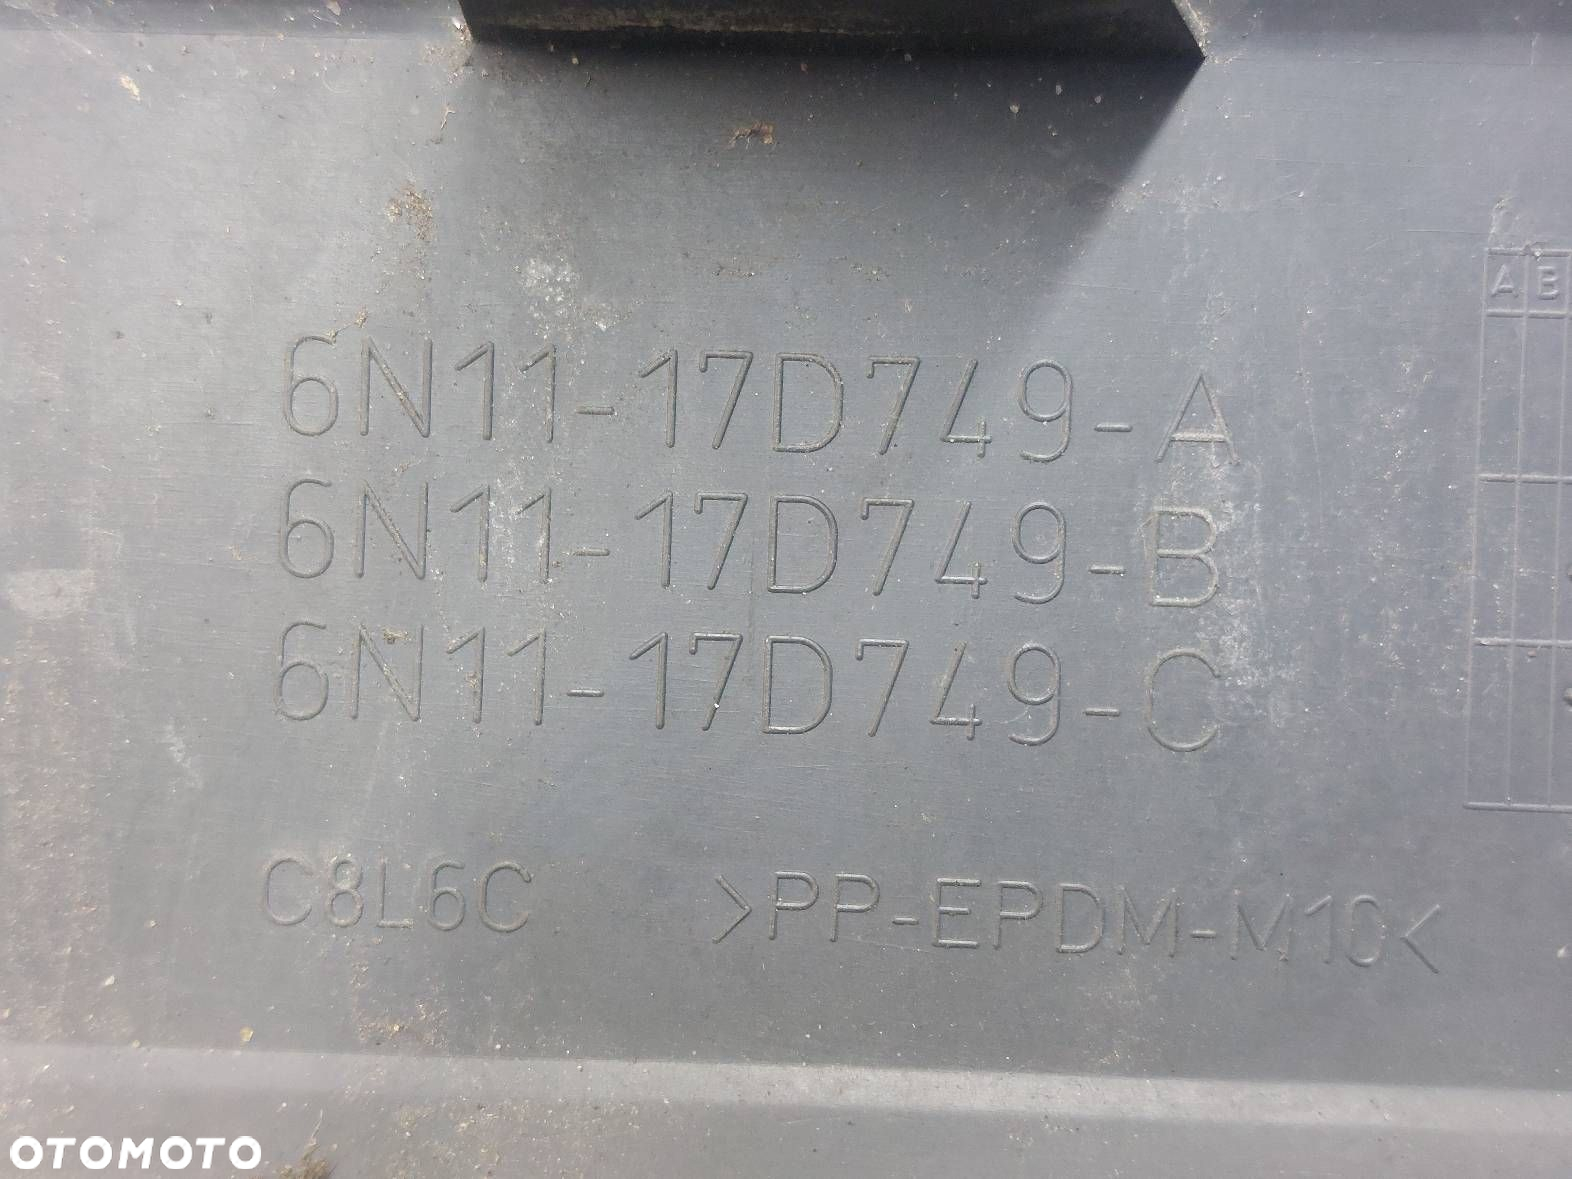 6N11-17D749-A
6N11-17D749-B
6N11-17D749-C
A B
C8L6C >PP-EPDM-M10<
OTOMOTO